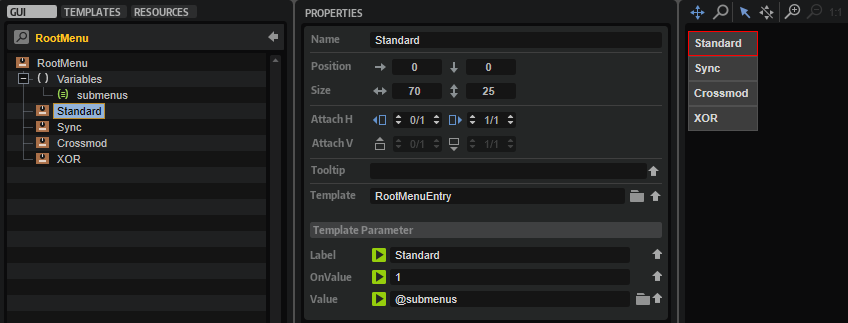 GUI TEMPLATES RESOURCES
RootMenu
RootMenu
( ) Variables
submenus
Standard
Sync
Crossmod
XOR
PROPERTIES
Name Standard
Position 0 0
Size 70 25
Attach H 0/1 1/1
Attach V 0/1 1/1
Tooltip
Template RootMenuEntry
Template Parameter
Label Standard
OnValue 1
Value @submenus
1:1
Standard
Sync
Crossmod
XOR